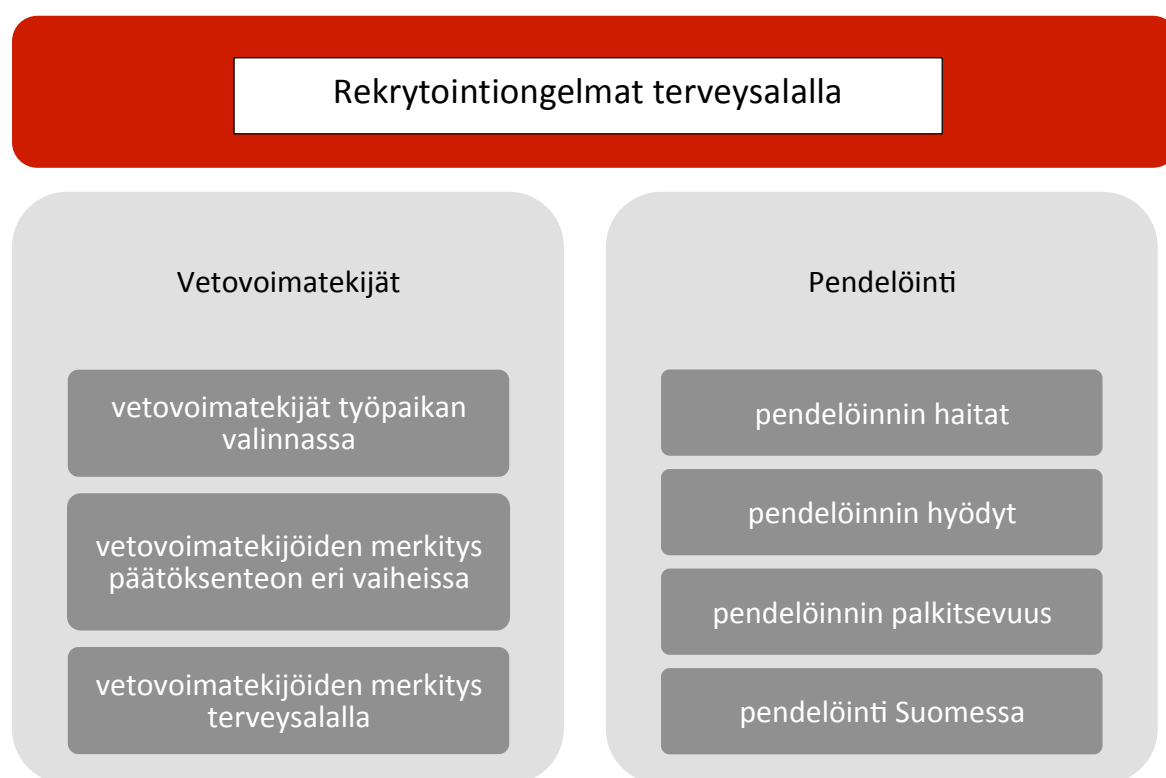 Rekrytointiongelmat terveysalalla
Vetovoimatekijät
vetovoimatekijät työpaikan
valinnassa
vetovoimatekijöiden merkitys
päätöksenteon eri vaiheissa
vetovoimatekijöiden merkitys
terveysalalla
Pendelöinti
pendelöinnin haitat
pendelöinnin hyödyt
pendelöinnin palkitsevuus
pendelöinti Suomessa